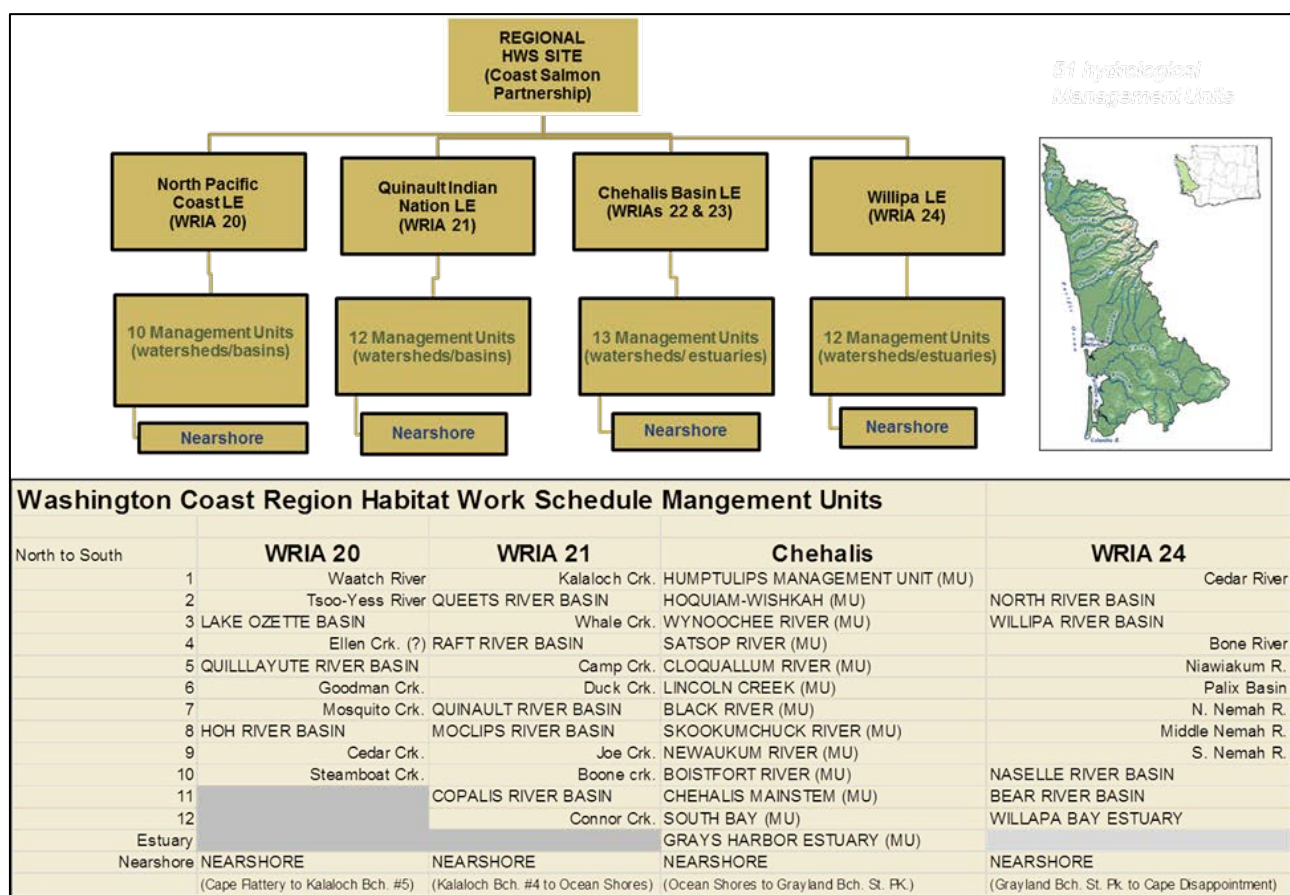 REGIONAL
HWS SITE
(Coast Salmon
Partnership)
51 hydrological
Management Units
North Pacific
Coast LE
(WRIA 20)
Quinault Indian
Nation LE
(WRIA 21)
Chehalis Basin LE
(WRIAs 22 & 23)
Willipa LE
(WRIA 24)
10 Management Units
(watersheds/basins)
12 Management Units
(watersheds/basins)
13 Management Units
(watersheds/ estuaries)
12 Management Units
(watersheds/estuaries)
Nearshore
Nearshore
Nearshore
Nearshore
Columbia R.
Washington Coast Region Habitat Work Schedule Mangement Units
North to South WRIA 20 WRIA 21 Chehalis WRIA 24
1 Waatch River Kalaloch Crk. HUMPTULIPS MANAGEMENT UNIT (MU) Cedar River
2 Tsoo-Yess River QUEETS RIVER BASIN HOQUIAM-WISHKAH (MU) NORTH RIVER BASIN
3 LAKE OZETTE BASIN Whale Crk. WYNOOCHEE RIVER (MU) WILLIPA RIVER BASIN
4 Ellen Crk. (?) RAFT RIVER BASIN SATSOP RIVER (MU) Bone River
5 QUILLLAYUTE RIVER BASIN Camp Crk. CLOQUALLUM RIVER (MU) Niawiakum R.
6 Goodman Crk. Duck Crk. LINCOLN CREEK (MU) Palix Basin
7 Mosquito Crk. QUINAULT RIVER BASIN BLACK RIVER (MU) N. Nemah R.
8 HOH RIVER BASIN MOCLIPS RIVER BASIN SKOOKUMCHUCK RIVER (MU) Middle Nemah R.
9 Cedar Crk. Joe Crk. NEWAUKUM RIVER (MU) S. Nemah R.
10 Steamboat Crk. Boone crk. BOISTFORT RIVER (MU) NASELLE RIVER BASIN
11 COPALIS RIVER BASIN CHEHALIS MAINSTEM (MU) BEAR RIVER BASIN
12 Connor Crk. SOUTH BAY (MU) WILLAPA BAY ESTUARY
Estuary GRAYS HARBOR ESTUARY (MU)
Nearshore NEARSHORE NEARSHORE NEARSHORE NEARSHORE
(Cape Flattery to Kalaloch Bch. #5) (Kalaloch Bch. #4 to Ocean Shores) (Ocean Shores to Grayland Bch. St. PK.) (Grayland Bch. St. Pk to Cape Disappointment)